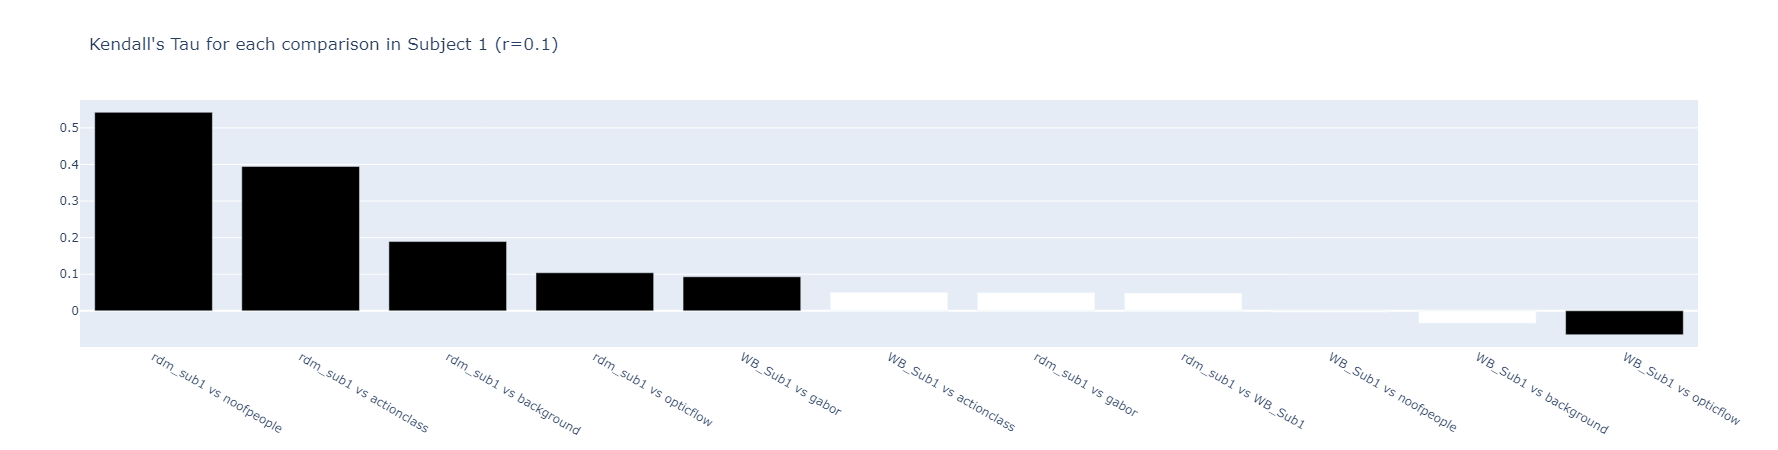 Kendall's Tau for each comparison in Subject 1 (r=0.1)
0.5
0.4
0.3
0.2
0.1
0
rdm_sub1 vs noofpeople
rdm_sub1 vs actionclass
rdm_sub1 vs background
rdm_sub1 vs opticflow
WB_Sub1 vs gabor
WB_Sub1 vs actionclass
rdm_sub1 vs gabor
rdm_sub1 vs WB_Sub1
WB_Sub1 vs noofpeople
WB_Sub1 vs background
WB_Sub1 vs opticflow